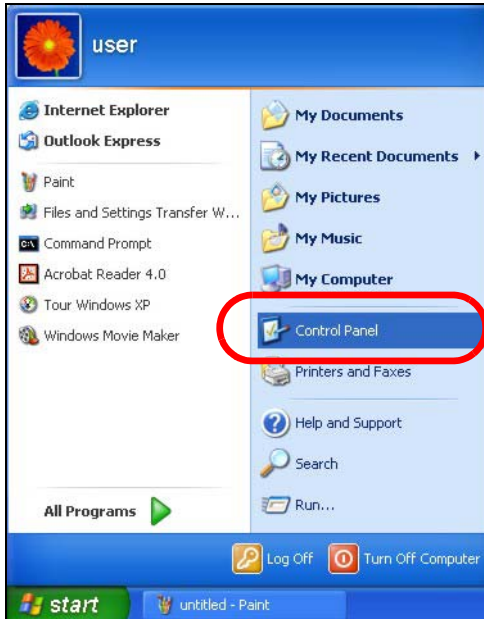 user
Internet Explorer
Outlook Express
Paint
Files and Settings Transfer W...
C:\
Command Prompt
Acrobat Reader 4.0
Tour Windows XP
Windows Movie Maker
All Programs
My Documents
My Recent Documents
My Pictures
My Music
My Computer
Control Panel
Printers and Faxes
Help and Support
Search
Run...
Log Off
Turn Off Computer
start
untitled - Paint